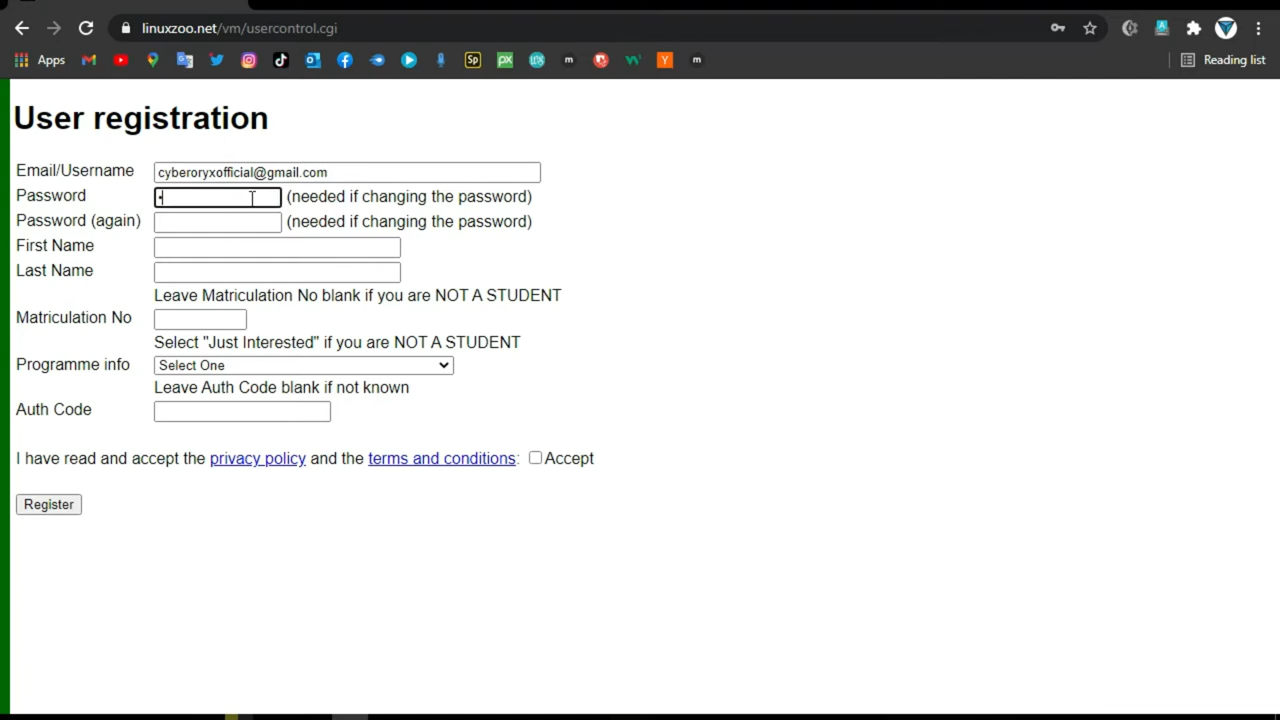 linuxzoo.net/vm/usercontrol.cgi
Apps
Sp
px
m
Y
m
Reading list
User registration
Email/Username cyberoryxofficial@gmail.com
Password • (needed if changing the password)
Password (again) (needed if changing the password)
First Name
Last Name
Leave Matriculation No blank if you are NOT A STUDENT
Matriculation No
Select "Just Interested" if you are NOT A STUDENT
Programme info Select One
Leave Auth Code blank if not known
Auth Code
I have read and accept the privacy policy and the terms and conditions: Accept
Register